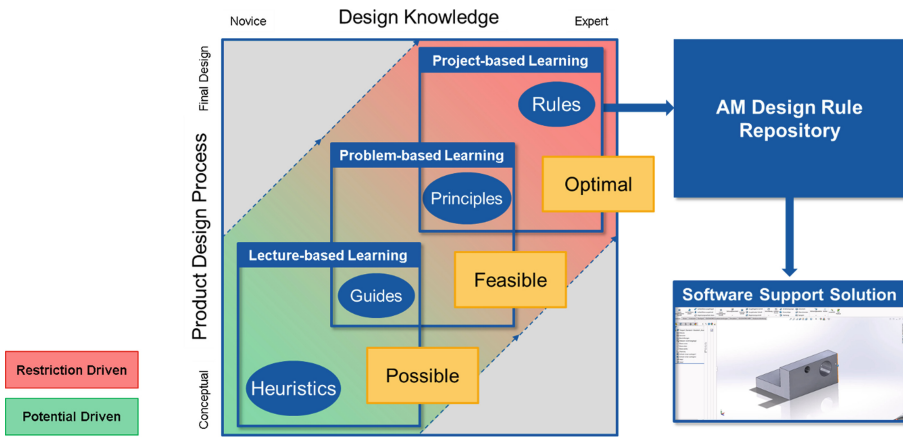 Novice
Design Knowledge
Expert
Final Design
Product Design Process
Conceptual
Project-based Learning
Rules
Problem-based Learning
Principles
Optimal
Lecture-based Learning
Guides
Feasible
Heuristics
Possible
AM Design Rule
Repository
Software Support Solution
Restriction Driven
Potential Driven